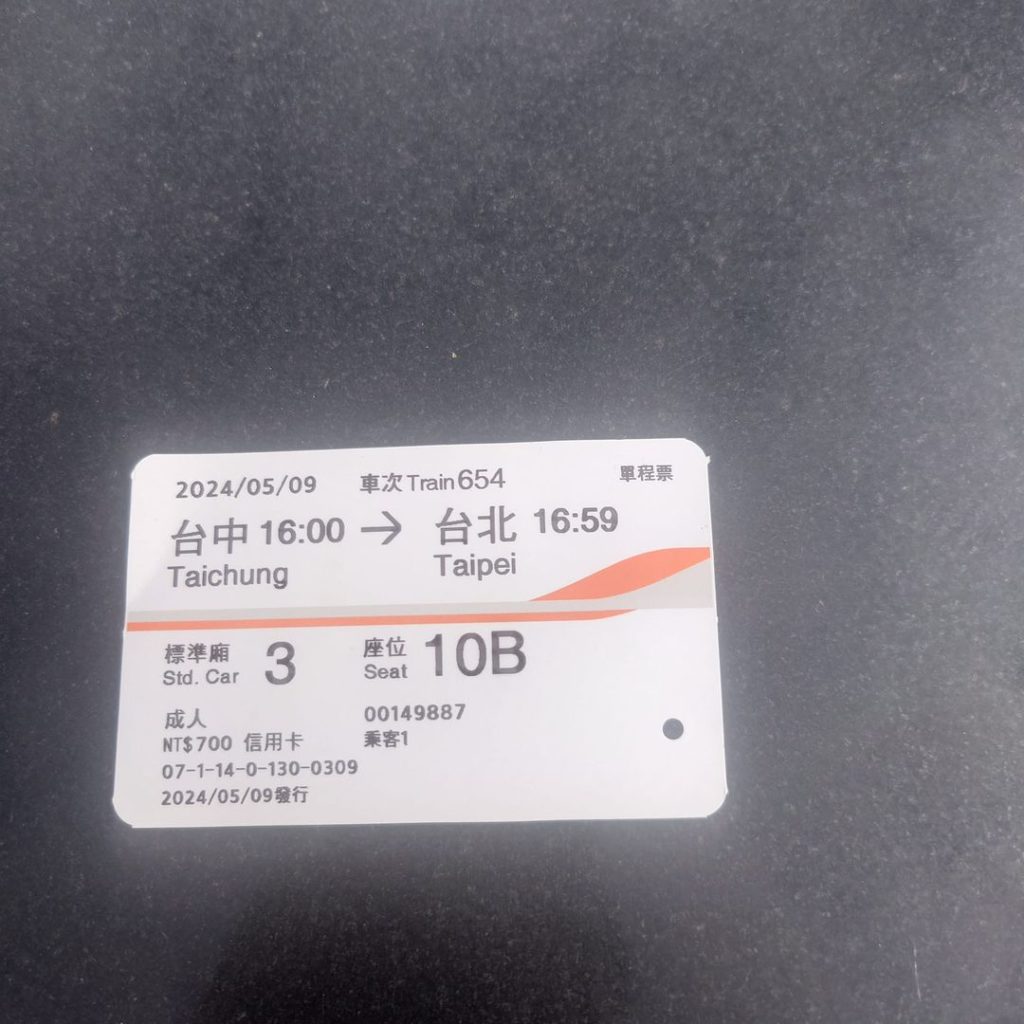 2024/05/09 車次 Train 654 單程票
台中 16:00 → 台北 16:59
Taichung Taipei
標準廂 3 座位 10B
Std. Car Seat
成人 00149887
NT$700 信用卡 乘客1
07-1-14-0-130-0309
2024/05/09發行